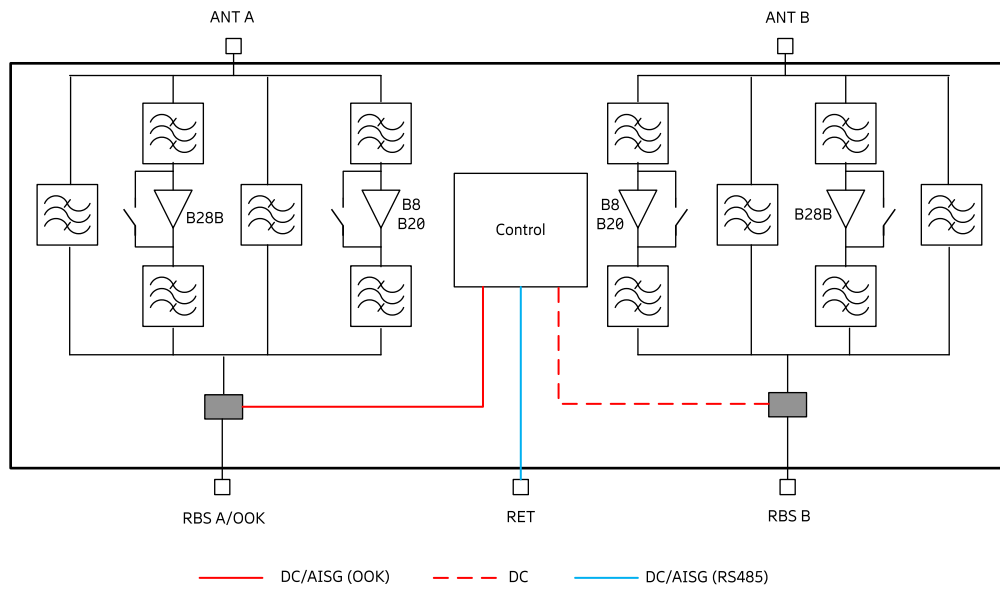 ANT A
ANT B
B28B
B8
B20
Control
B8
B20
B28B
RBS A/OOK
RET
RBS B
DC/AISG (OOK)
DC
DC/AISG (RS485)